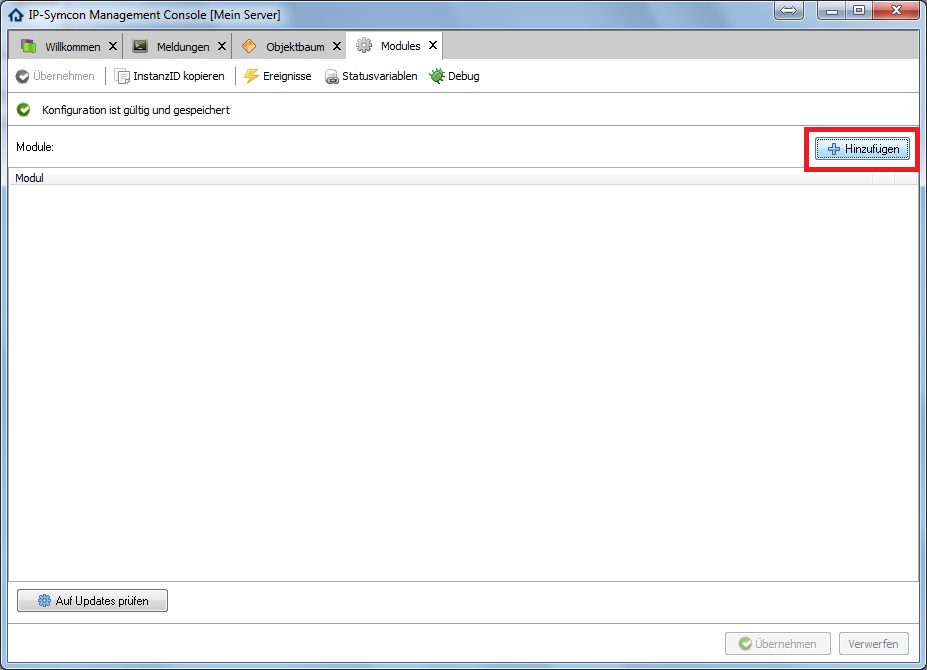 IP-Symcon Management Console [Mein Server]
Willkommen Meldungen Objektbaum Modules
Übernehmen InstanzID kopieren Ereignisse Statusvariablen Debug
Konfiguration ist gültig und gespeichert
Module: Hinzufügen
Modul
Auf Updates prüfen
Übernehmen Verwerfen